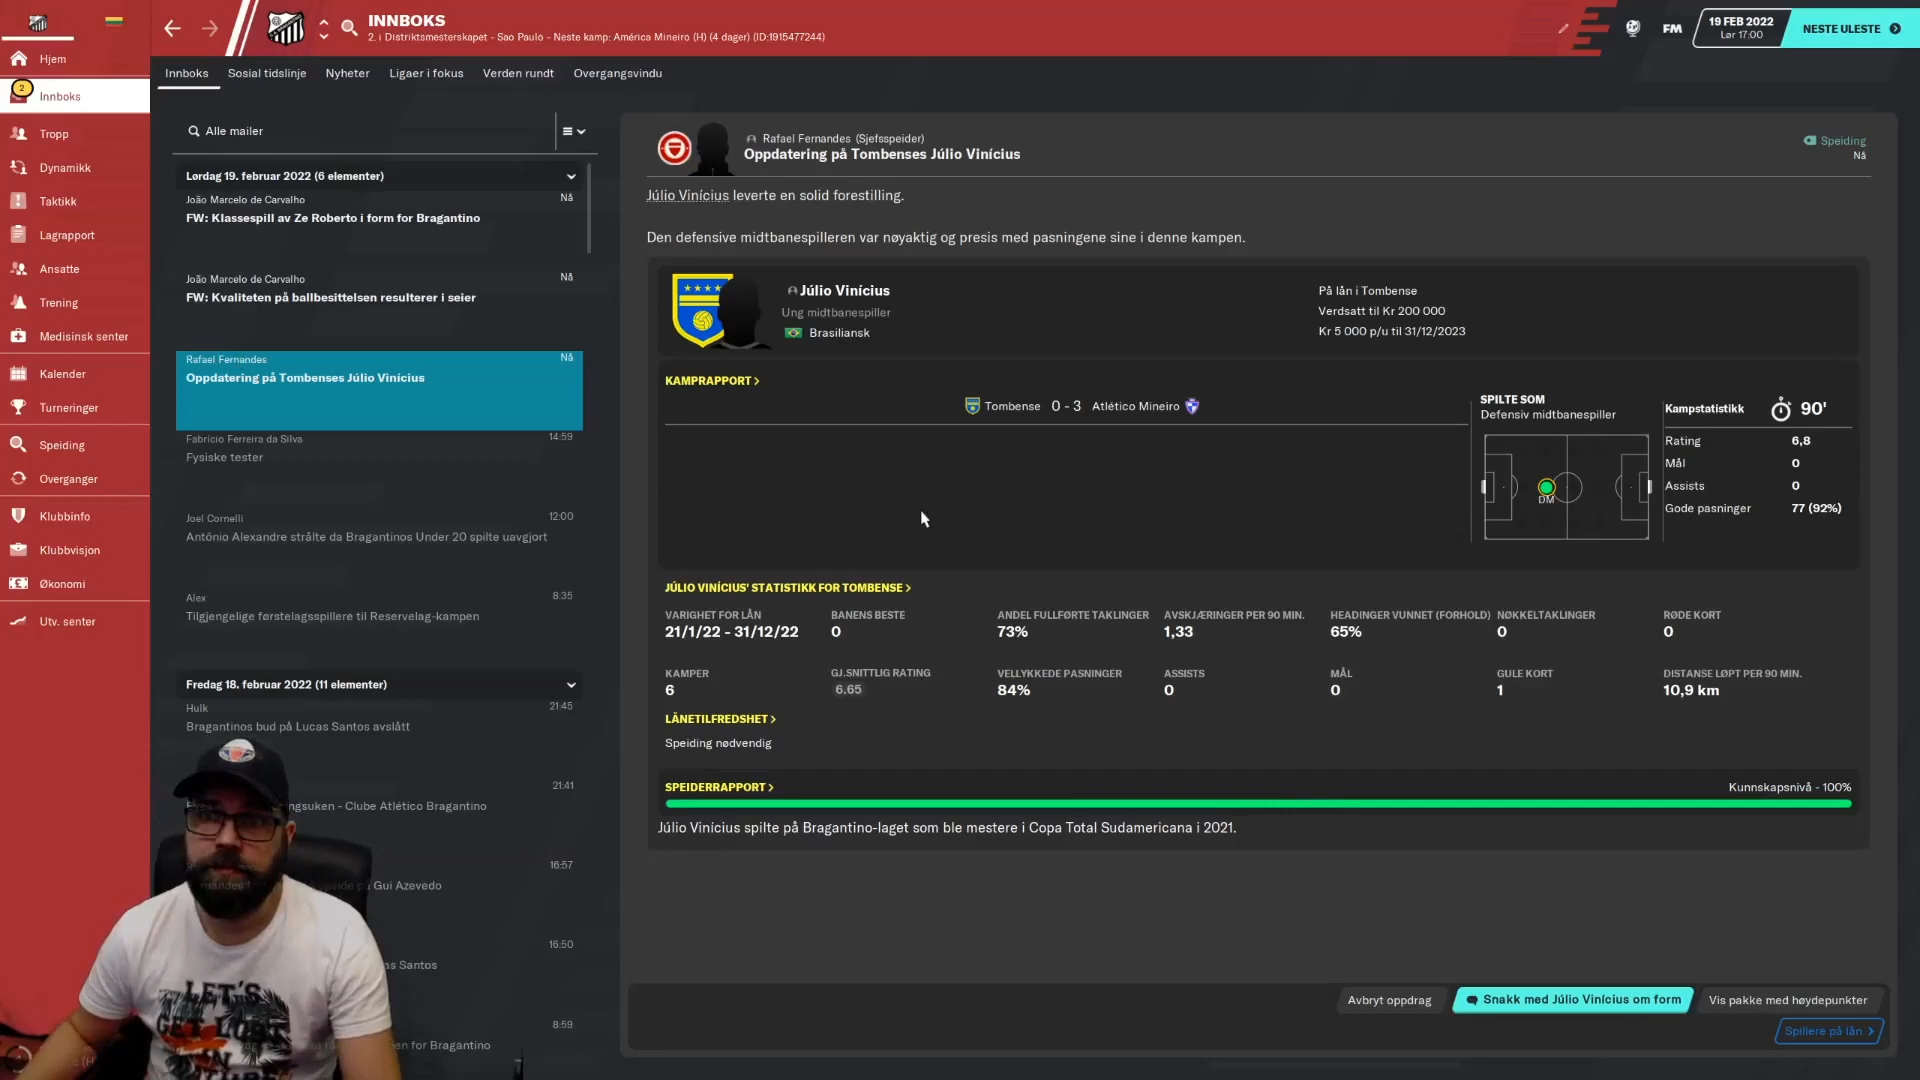 INNBOKS
2. i Distriktsmesterskapet - Sao Paulo - Neste kamp: América Mineiro (H) (4 dager) (ID:1915477244)
FM
19 FEB 2022
Lør 17:00
NESTE ULESTE
Hjem
2
Innboks
Tropp
Dynamikk
Taktikk
Lagrapport
Ansatte
Trening
Medisinsk senter
Kalender
Turneringer
Speiding
Overganger
Klubbinfo
Klubbvisjon
Økonomi
Utv. senter
Innboks
Sosial tidslinje
Nyheter
Ligaer i fokus
Verden rundt
Overgangsvindu
Alle mailer
Lørdag 19. februar 2022 (6 elementer)
João Marcelo de Carvalho
Nå
FW: Klassespill av Ze Roberto i form for Bragantino
João Marcelo de Carvalho
Nå
FW: Kvaliteten på ballbesittelsen resulterer i seier
Rafael Fernandes
Nå
Oppdatering på Tombenses Júlio Vinícius
Fabrício Ferreira da Silva
14:59
Fysiske tester
Joel Cornelli
12:00
Antônio Alexandre strålte da Bragantinos Under 20 spilte uavgjort
Alex
8:35
Tilgjengelige førstelagsspillere til Reservelag-kampen
Fredag 18. februar 2022 (11 elementer)
Hulk
21:45
Bragantinos bud på Lucas Santos avslått
21:41
ngsuken - Clube Atlético Bragantino
16:57
Gui Azevedo
16:50
as Santos
8:59
en for Bragantino
LET'S
GET LOST
Rafael Fernandes (Sjefsspeider)
Oppdatering på Tombenses Júlio Vinícius
Speiding
Nå
Júlio Vinícius leverte en solid forestilling.
Den defensive midtbanespilleren var nøyaktig og presis med pasningene sine i denne kampen.
Júlio Vinícius
Ung midtbanespiller
Brasiliansk
På lån i Tombense
Verdsatt til Kr 200 000
Kr 5 000 p/u til 31/12/2023
KAMPRAPPORT >
Tombense 0 - 3 Atlético Mineiro
SPILTE SOM
Defensiv midtbanespiller
DM
Kampstatistikk 90'
Rating 6,8
Mål 0
Assists 0
Gode pasninger 77 (92%)
JÚLIO VINÍCIUS' STATISTIKK FOR TOMBENSE >
VARIGHET FOR LÅN
21/1/22 - 31/12/22
BANENS BESTE
0
ANDEL FULLFØRTE TAKLINGER
73%
AVSKJÆRINGER PER 90 MIN.
1,33
HEADINGER VUNNET (FORHOLD)
65%
NØKKELTAKLINGER
0
RØDE KORT
0
KAMPER
6
GJ.SNITTLIG RATING
6.65
VELLYKKEDE PASNINGER
84%
ASSISTS
0
MÅL
0
GULE KORT
1
DISTANSE LØPT PER 90 MIN.
10,9 km
LÅNETILFREDSHET >
Speiding nødvendig
SPEIDERRAPPORT >
Kunnskapsnivå - 100%
Júlio Vinícius spilte på Bragantino-laget som ble mestere i Copa Total Sudamericana i 2021.
Avbryt oppdrag
Snakk med Júlio Vinícius om form
Vis pakke med høydepunkter
Spillere på lån >